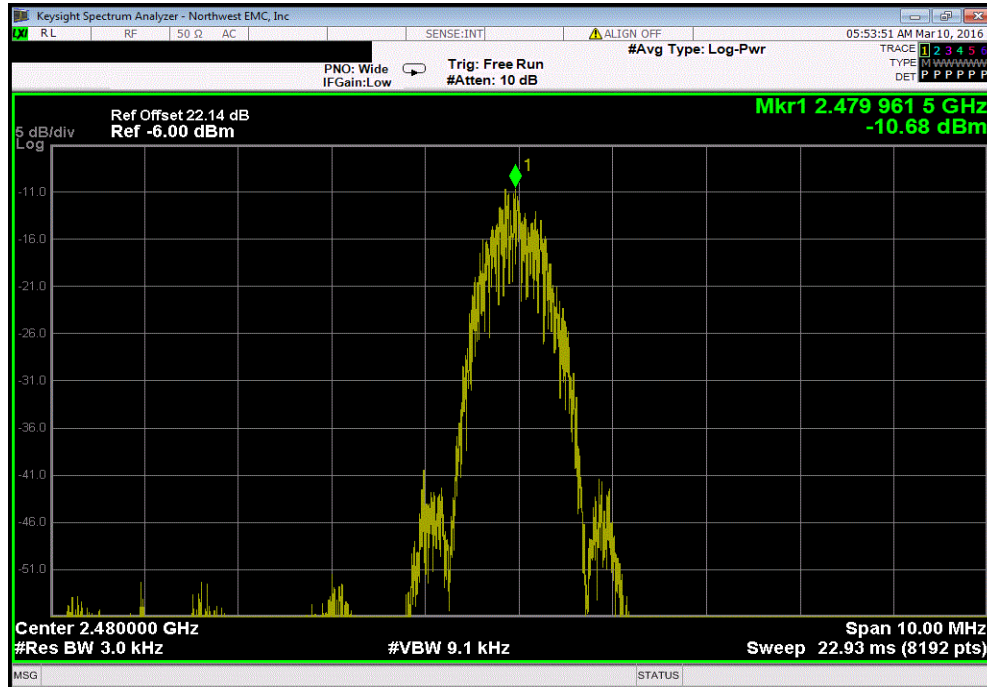 Keysight Spectrum Analyzer - Northwest EMC, Inc
LXI RL RF 50 Ω AC SENSE:INT ALIGN OFF 05:53:51 AM Mar 10, 2016
#Avg Type: Log-Pwr TRACE 1 2 3 4 5 6
PNO: Wide Trig: Free Run TYPE M WWWWW
IFGain:Low #Atten: 10 dB DET P P P P P P
Mkr1 2.479 961 5 GHz
Ref Offset 22.14 dB
5 dB/div Ref -6.00 dBm -10.68 dBm
Log
1
-11.0
-16.0
-21.0
-26.0
-31.0
-36.0
-41.0
-46.0
-51.0
Center 2.480000 GHz Span 10.00 MHz
#Res BW 3.0 kHz #VBW 9.1 kHz Sweep 22.93 ms (8192 pts)
MSG STATUS